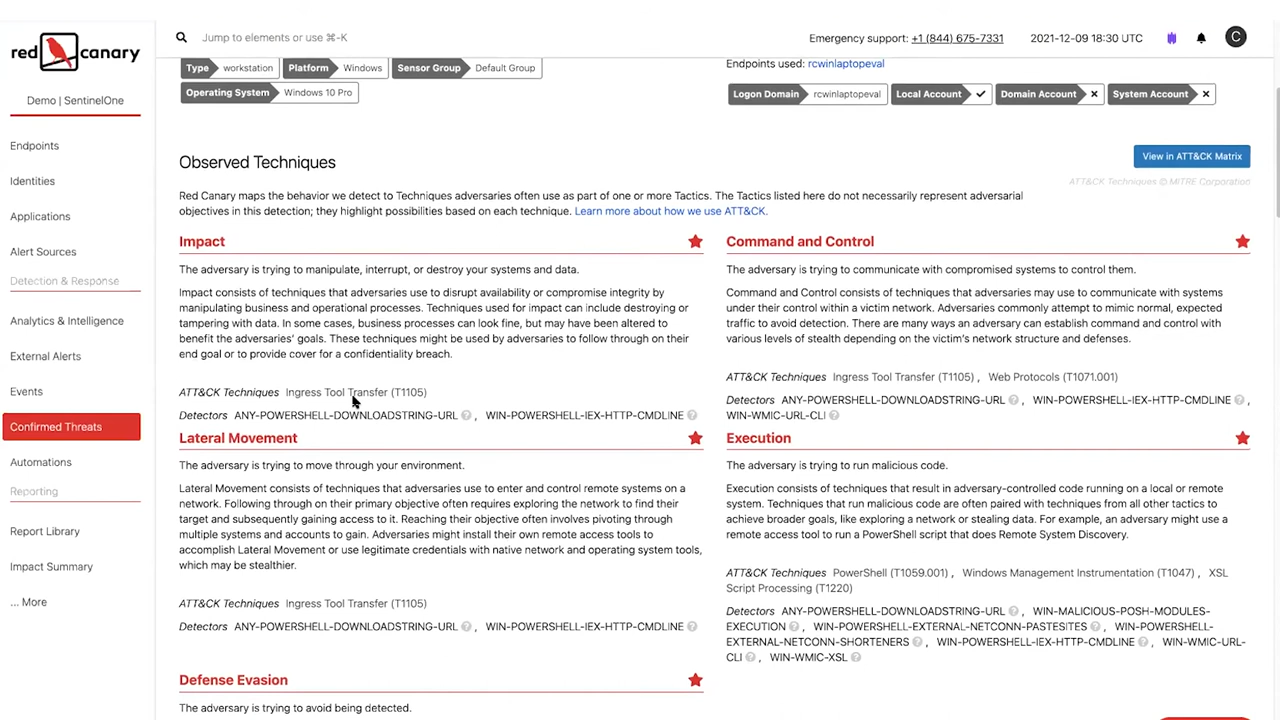 red canary
Jump to elements or use ⌘-K
Emergency support: +1 (844) 675-7331
2021-12-09 18:30 UTC
C
Demo | SentinelOne
Endpoints
Identities
Applications
Alert Sources
Detection & Response
Analytics & Intelligence
External Alerts
Events
Confirmed Threats
Automations
Reporting
Report Library
Impact Summary
... More
Type workstation Platform Windows Sensor Group Default Group
Operating System Windows 10 Pro
Endpoints used: rcwinlaptopeval
Logon Domain rcwinlaptopeval Local Account ✓ Domain Account ✕ System Account ✕
Observed Techniques
View in ATT&CK Matrix
ATT&CK Techniques © MITRE Corporation
Red Canary maps the behavior we detect to Techniques adversaries often use as part of one or more Tactics. The Tactics listed here do not necessarily represent adversarial
objectives in this detection; they highlight possibilities based on each technique. Learn more about how we use ATT&CK.
Impact
The adversary is trying to manipulate, interrupt, or destroy your systems and data.
Impact consists of techniques that adversaries use to disrupt availability or compromise integrity by
manipulating business and operational processes. Techniques used for impact can include destroying or
tampering with data. In some cases, business processes can look fine, but may have been altered to
benefit the adversaries' goals. These techniques might be used by adversaries to follow through on their
end goal or to provide cover for a confidentiality breach.
ATT&CK Techniques Ingress Tool Transfer (T1105)
Detectors ANY-POWERSHELL-DOWNLOADSTRING-URL ? , WIN-POWERSHELL-IEX-HTTP-CMDLINE ?
Command and Control
The adversary is trying to communicate with compromised systems to control them.
Command and Control consists of techniques that adversaries may use to communicate with systems
under their control within a victim network. Adversaries commonly attempt to mimic normal, expected
traffic to avoid detection. There are many ways an adversary can establish command and control with
various levels of stealth depending on the victim's network structure and defenses.
ATT&CK Techniques Ingress Tool Transfer (T1105) , Web Protocols (T1071.001)
Detectors ANY-POWERSHELL-DOWNLOADSTRING-URL ? , WIN-POWERSHELL-IEX-HTTP-CMDLINE ? ,
WIN-WMIC-URL-CLI ?
Lateral Movement
The adversary is trying to move through your environment.
Lateral Movement consists of techniques that adversaries use to enter and control remote systems on a
network. Following through on their primary objective often requires exploring the network to find their
target and subsequently gaining access to it. Reaching their objective often involves pivoting through
multiple systems and accounts to gain. Adversaries might install their own remote access tools to
accomplish Lateral Movement or use legitimate credentials with native network and operating system tools,
which may be stealthier.
ATT&CK Techniques Ingress Tool Transfer (T1105)
Detectors ANY-POWERSHELL-DOWNLOADSTRING-URL ? , WIN-POWERSHELL-IEX-HTTP-CMDLINE ?
Execution
The adversary is trying to run malicious code.
Execution consists of techniques that result in adversary-controlled code running on a local or remote
system. Techniques that run malicious code are often paired with techniques from all other tactics to
achieve broader goals, like exploring a network or stealing data. For example, an adversary might use a
remote access tool to run a PowerShell script that does Remote System Discovery.
ATT&CK Techniques PowerShell (T1059.001) , Windows Management Instrumentation (T1047) , XSL
Script Processing (T1220)
Detectors ANY-POWERSHELL-DOWNLOADSTRING-URL ? , WIN-MALICIOUS-POSH-MODULES-
EXECUTION ? , WIN-POWERSHELL-EXTERNAL-NETCONN-PASTESITES ? , WIN-POWERSHELL-
EXTERNAL-NETCONN-SHORTENERS ? , WIN-POWERSHELL-IEX-HTTP-CMDLINE ? , WIN-WMIC-URL-
CLI ? , WIN-WMIC-XSL ?
Defense Evasion
The adversary is trying to avoid being detected.